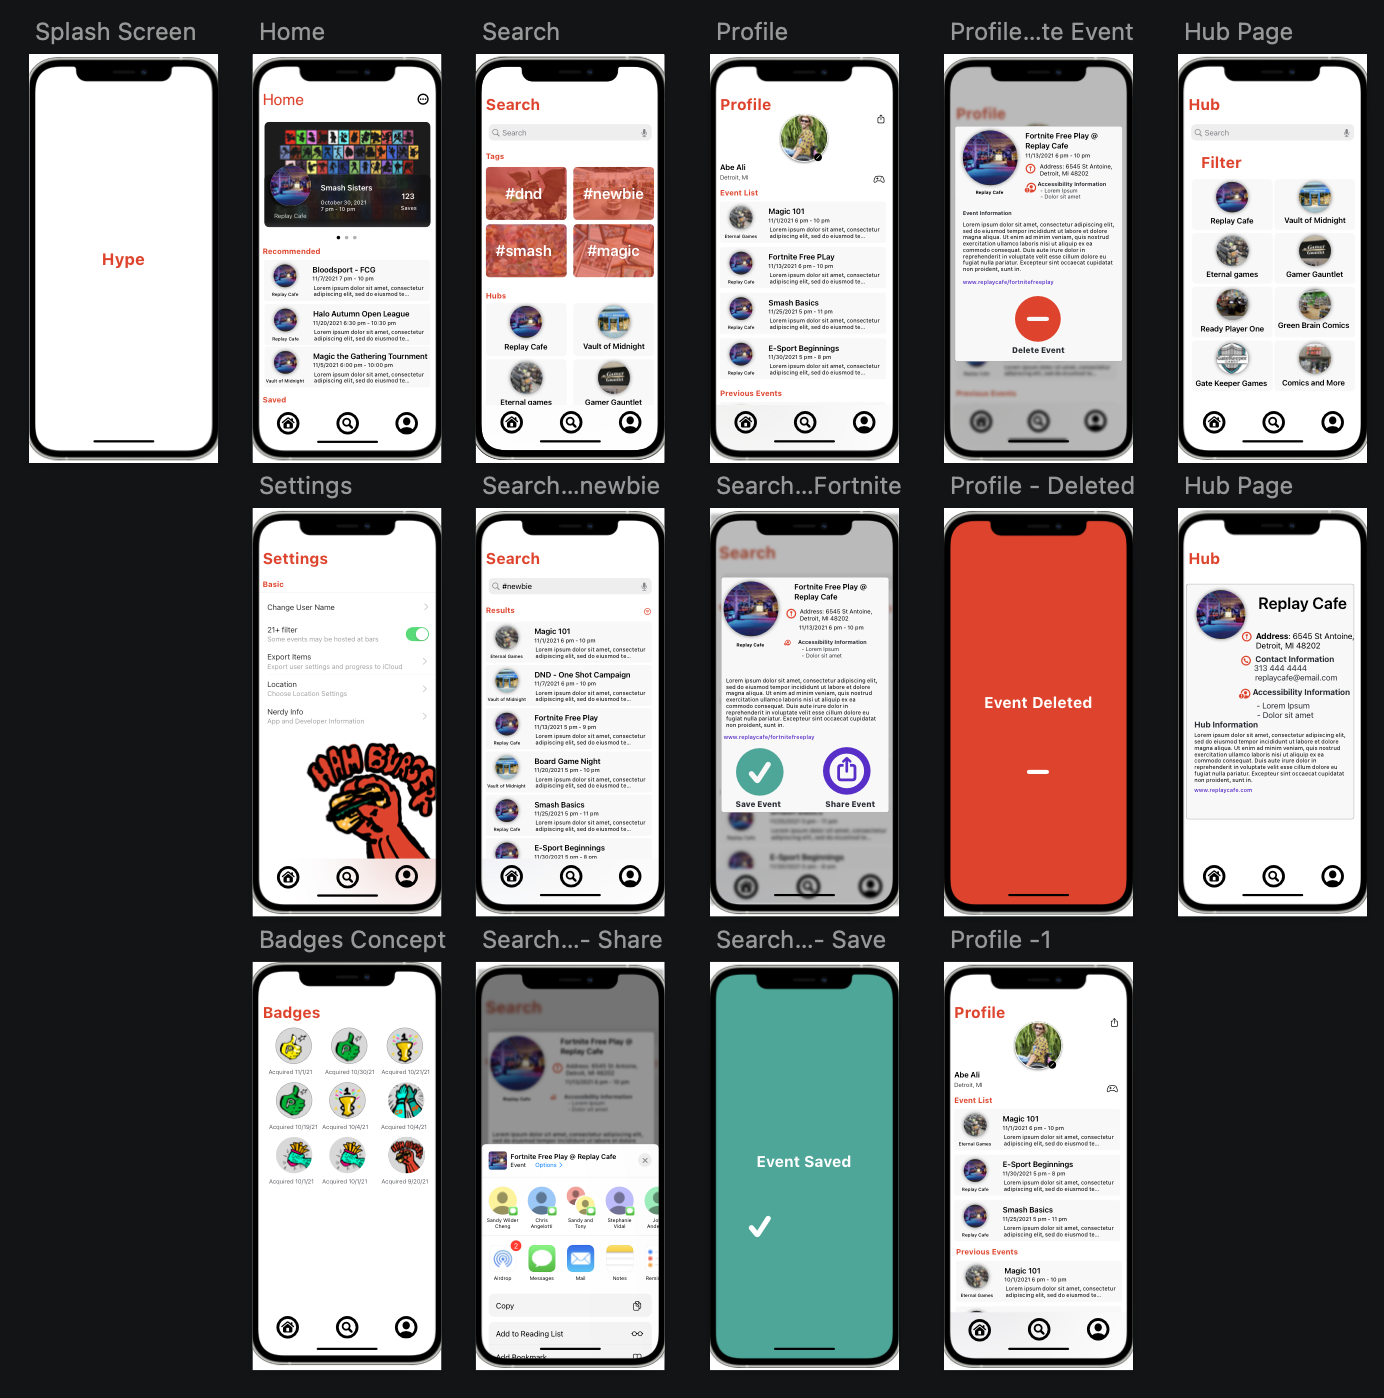 Splash Screen
Hype
Home
Home
Smash Sisters
October 30, 2021
7 pm - 10 pm
123
Saves
Replay Cafe
Recommended
Bloodsport - FCG
11/7/2021 7 pm - 10 pm
Lorem ipsum dolor sit amet, consectetur
adipiscing elit, sed do eiusmod te...
Replay Cafe
Halo Autumn Open League
11/20/2021 6:30 pm - 10:30 pm
Lorem ipsum dolor sit amet, consectetur
adipiscing elit, sed do eiusmod te...
Replay Cafe
Magic the Gathering Tournment
11/5/2021 6:00 pm - 10:00 pm
Lorem ipsum dolor sit amet, consectetur
adipiscing elit, sed do eiusmod te...
Vault of Midnight
Saved
Search
Search
Search
Tags
#dnd
#newbie
#smash
#magic
Hubs
Replay Cafe
Vault of Midnight
Eternal games
Gamer Gauntlet
Profile
Profile
Abe Ali
Detroit, MI
Event List
Magic 101
11/1/2021 6 pm - 10 pm
Lorem ipsum dolor sit amet, consectetur
adipiscing elit, sed do eiusmod te...
Eternal Games
Fortnite Free PLay
11/13/2021 6 pm - 10 pm
Lorem ipsum dolor sit amet, consectetur
adipiscing elit, sed do eiusmod te...
Replay Cafe
Smash Basics
11/25/2021 5 pm - 11 pm
Lorem ipsum dolor sit amet, consectetur
adipiscing elit, sed do eiusmod te...
Replay Cafe
E-Sport Beginnings
11/30/2021 5 pm - 8 pm
Lorem ipsum dolor sit amet, consectetur
adipiscing elit, sed do eiusmod te...
Replay Cafe
Previous Events
Profile...te Event
Profile
Fortnite Free Play @
Replay Cafe
11/13/2021 6 pm - 10 pm
Address: 6545 St Antoine,
Detroit, MI 48202
Accessibility Information
- Lorem Ipsum
- Dolor sit amet
Replay Cafe
Event Information
Lorem ipsum dolor sit amet, consectetur adipiscing elit,
sed do eiusmod tempor incididunt ut labore et dolore
magna aliqua. Ut enim ad minim veniam, quis nostrud
exercitation ullamco laboris nisi ut aliquip ex ea
commodo consequat. Duis aute irure dolor in
reprehenderit in voluptate velit esse cillum dolore eu
fugiat nulla pariatur. Excepteur sint occaecat cupidatat
non proident, sunt in.
www.replaycafe/fortnitefreeplay
Delete Event
Previous Events
Hub Page
Hub
Search
Filter
Replay Cafe
Vault of Midnight
Eternal games
Gamer Gauntlet
Ready Player One
Green Brain Comics
Gate Keeper Games
Comics and More
Settings
Settings
Basic
Change User Name
21+ filter
Some events may be hosted at bars
Export Items
Export user settings and progress to iCloud
Location
Choose Location Settings
Nerdy Info
App and Developer Information
Search...newbie
Search
#newbie
Results
Magic 101
11/1/2021 6 pm - 10 pm
Lorem ipsum dolor sit amet, consectetur
adipiscing elit, sed do eiusmod te...
Eternal Games
DND - One Shot Campaign
11/7/2021 6 pm - 10 pm
Lorem ipsum dolor sit amet, consectetur
adipiscing elit, sed do eiusmod te...
Vault of Midnight
Fortnite Free Play
11/13/2021 5 pm - 9 pm
Lorem ipsum dolor sit amet, consectetur
adipiscing elit, sed do eiusmod te...
Replay Cafe
Board Game Night
11/20/2021 5 pm - 10 pm
Lorem ipsum dolor sit amet, consectetur
adipiscing elit, sed do eiusmod te...
Vault of Midnight
Smash Basics
11/25/2021 5 pm - 11 pm
Lorem ipsum dolor sit amet, consectetur
adipiscing elit, sed do eiusmod te...
Replay Cafe
E-Sport Beginnings
11/30/2021 5 pm - 8 pm
Search...Fortnite
Search
Fortnite Free Play @
Replay Cafe
Address: 6545 St Antoine,
Detroit, MI 48202
11/13/2021 6 pm - 10 pm
Accessibility Information
- Lorem Ipsum
- Dolor sit amet
Replay Cafe
Lorem ipsum dolor sit amet, consectetur adipiscing elit,
sed do eiusmod tempor incididunt ut labore et dolore
magna aliqua. Ut enim ad minim veniam, quis nostrud
exercitation ullamco laboris nisi ut aliquip ex ea
commodo consequat. Duis aute irure dolor in
reprehenderit in voluptate velit esse cillum dolore eu
fugiat nulla pariatur. Excepteur sint occaecat cupidatat
non proident, sunt in.
www.replaycafe/fortnitefreeplay
Save Event
Share Event
E-Sport Beginnings
Profile - Deleted
Event Deleted
Hub Page
Hub
Replay Cafe
Address: 6545 St Antoine,
Detroit, MI 48202
Contact Information
313 444 4444
replaycafe@email.com
Accessibility Information
- Lorem Ipsum
- Dolor sit amet
Hub Information
Lorem ipsum dolor sit amet, consectetur adipiscing elit,
sed do eiusmod tempor incididunt ut labore et dolore
magna aliqua. Ut enim ad minim veniam, quis nostrud
exercitation ullamco laboris nisi ut aliquip ex ea
commodo consequat. Duis aute irure dolor in
reprehenderit in voluptate velit esse cillum dolore eu
fugiat nulla pariatur. Excepteur sint occaecat cupidatat
non proident, sunt in.
www.replaycafe.com
Badges Concept
Badges
Acquired 11/1/21
Acquired 10/30/21
Acquired 10/21/21
Acquired 10/19/21
Acquired 10/4/21
Acquired 10/4/21
Acquired 10/1/21
Acquired 10/1/21
Acquired 9/20/21
Search...- Share
Search
Fortnite Free Play @
Replay Cafe
Address: 6545 St Antoine,
Detroit, MI 48202
11/13/2021 6 pm - 10 pm
Accessibility Information
- Lorem Ipsum
- Dolor sit amet
Replay Cafe
Fortnite Free Play @ Replay Cafe
Event Options
Sandy Wilder
Cheng
Chris
Angelotti
Sandy and
Tony
Stephanie
Vidal
2
Airdrop
Messages
Mail
Notes
Copy
Add to Reading List
Add Bookmark
Search...- Save
Event Saved
Profile -1
Profile
Abe Ali
Detroit, MI
Event List
Magic 101
11/1/2021 6 pm - 10 pm
Lorem ipsum dolor sit amet, consectetur
adipiscing elit, sed do eiusmod te...
Eternal Games
E-Sport Beginnings
11/30/2021 5 pm - 8 pm
Lorem ipsum dolor sit amet, consectetur
adipiscing elit, sed do eiusmod te...
Replay Cafe
Smash Basics
11/25/2021 5 pm - 11 pm
Lorem ipsum dolor sit amet, consectetur
adipiscing elit, sed do eiusmod te...
Replay Cafe
Previous Events
Magic 101
10/1/2021 6 pm - 10 pm
Lorem ipsum dolor sit amet, consectetur
adipiscing elit, sed do eiusmod te...
Eternal Games